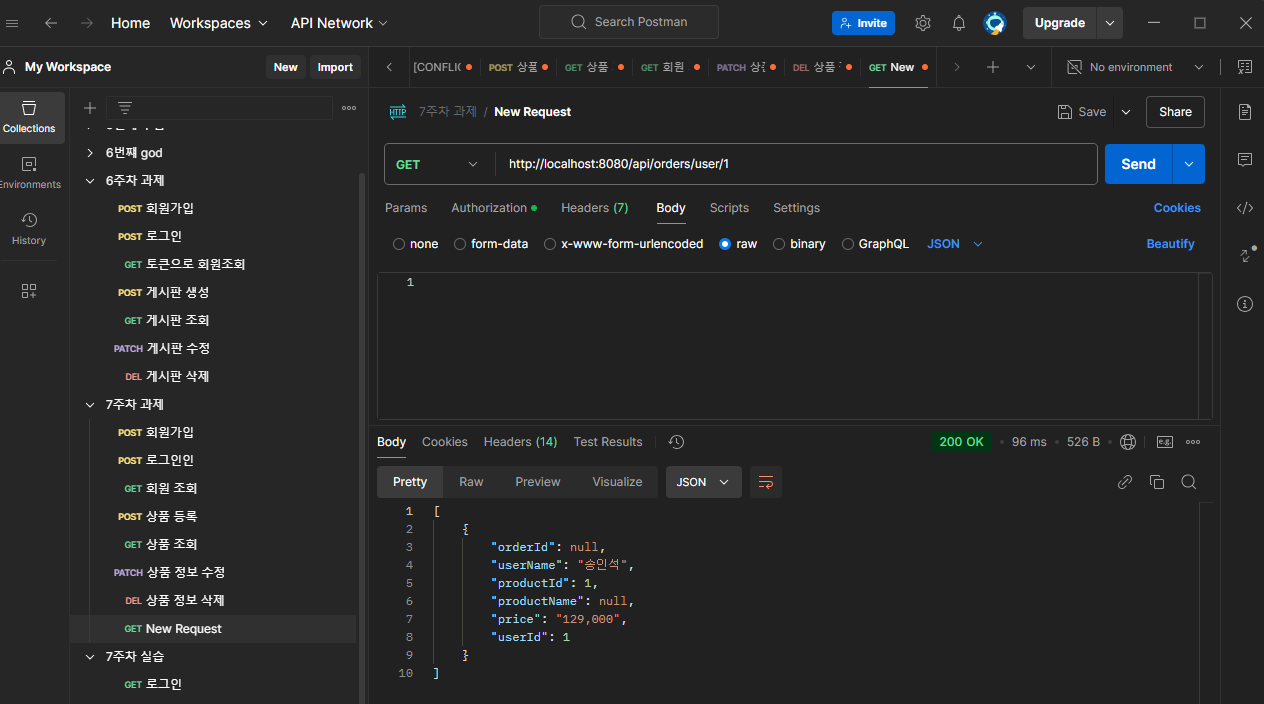 Home Workspaces API Network Search Postman Invite Upgrade
My Workspace New Import [CONFLIC POST 상품 GET 상품 GET 회원 PATCH DEL 상품 GET New No environment
Collections
Environments
History
6번째 god
6주차 과제
POST 회원가입
POST 로그인
GET 토큰으로 회원조회
POST 게시판 생성
GET 게시판 조회
PATCH 게시판 수정
DEL 게시판 삭제
7주차 과제
POST 회원가입
POST 로그인인
GET 회원 조회
POST 상품 등록
GET 상품 조회
PATCH 상품 정보 수정
DEL 상품 정보 삭제
GET New Request
7주차 실습
GET 로그인
HTTP 7주차 과제 / New Request Save Share
GET http://localhost:8080/api/orders/user/1 Send
Params Authorization Headers (7) Body Scripts Settings Cookies
none form-data x-www-form-urlencoded raw binary GraphQL JSON Beautify
1
Body Cookies Headers (14) Test Results 200 OK 96 ms 526 B e.g.
Pretty Raw Preview Visualize JSON
1 [
2 {
3 "orderId": null,
4 "userName": "송인석",
5 "productId": 1,
6 "productName": null,
7 "price": "129,000",
8 "userId": 1
9 }
10 ]